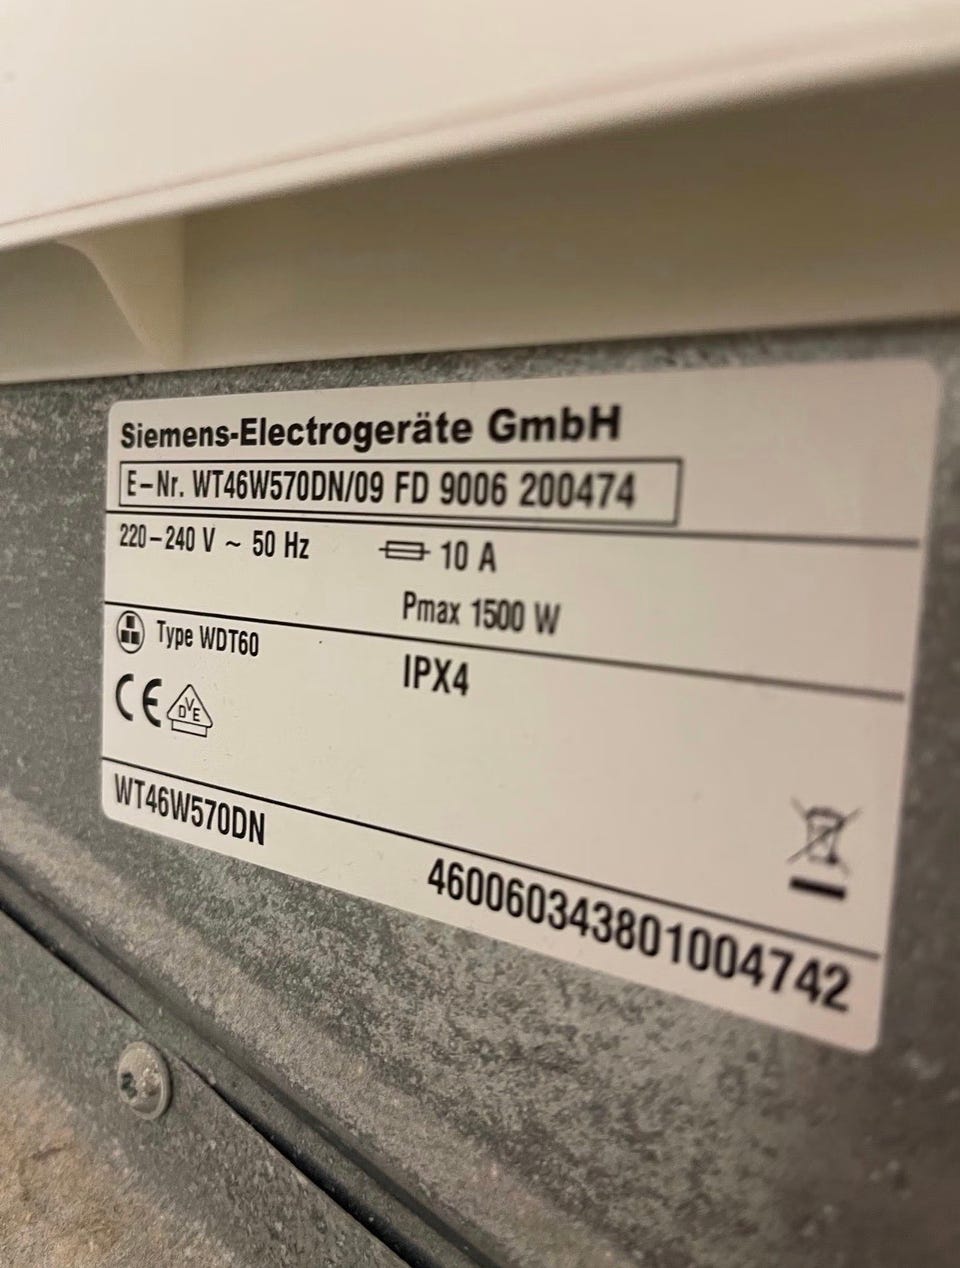 Siemens-Electrogeräte GmbH
E-Nr. WT46W570DN/09 FD 9006 200474
220-240 V ~ 50 Hz 10 A
Pmax 1500 W
Type WDT60 IPX4
CE DVE
WT46W570DN 460060343801004742